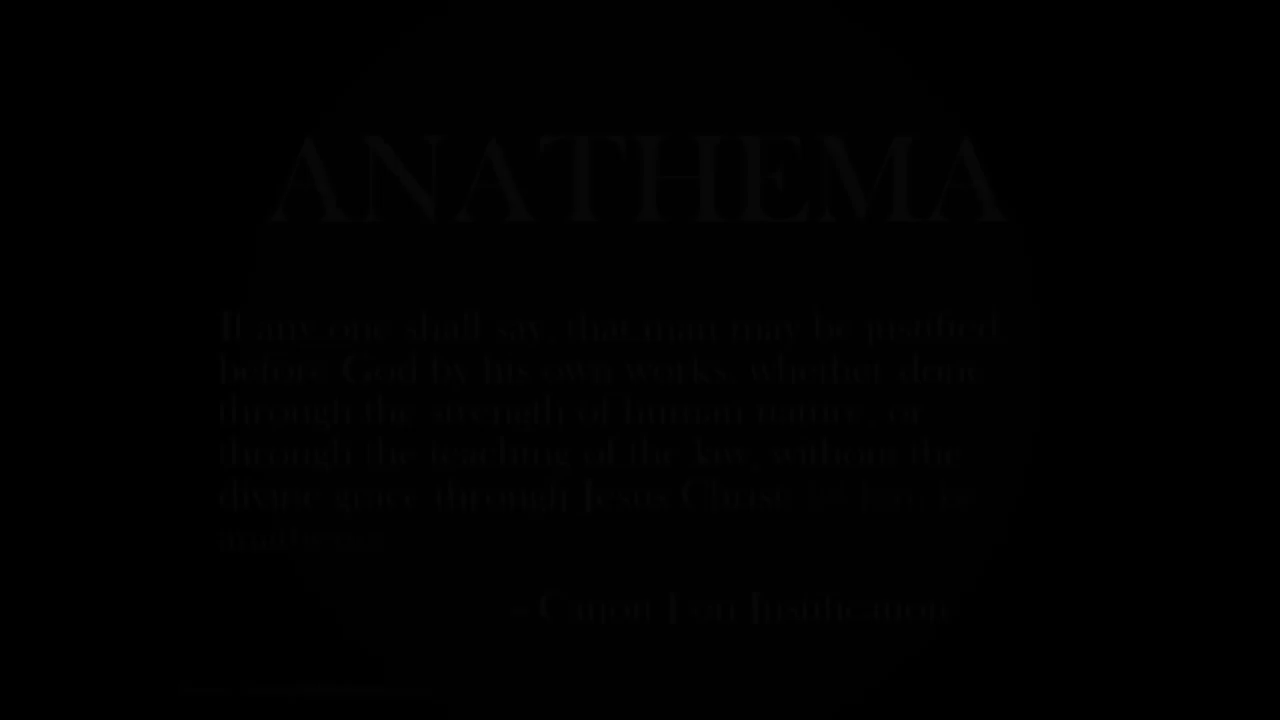 ANATHEMA
If any one shall say, that man may be justified
before God by his own works, whether done
through the strength of human nature, or
through the teaching of the law, without the
divine grace through Jesus Christ; let him be
anathema.
- Canon I on Justification